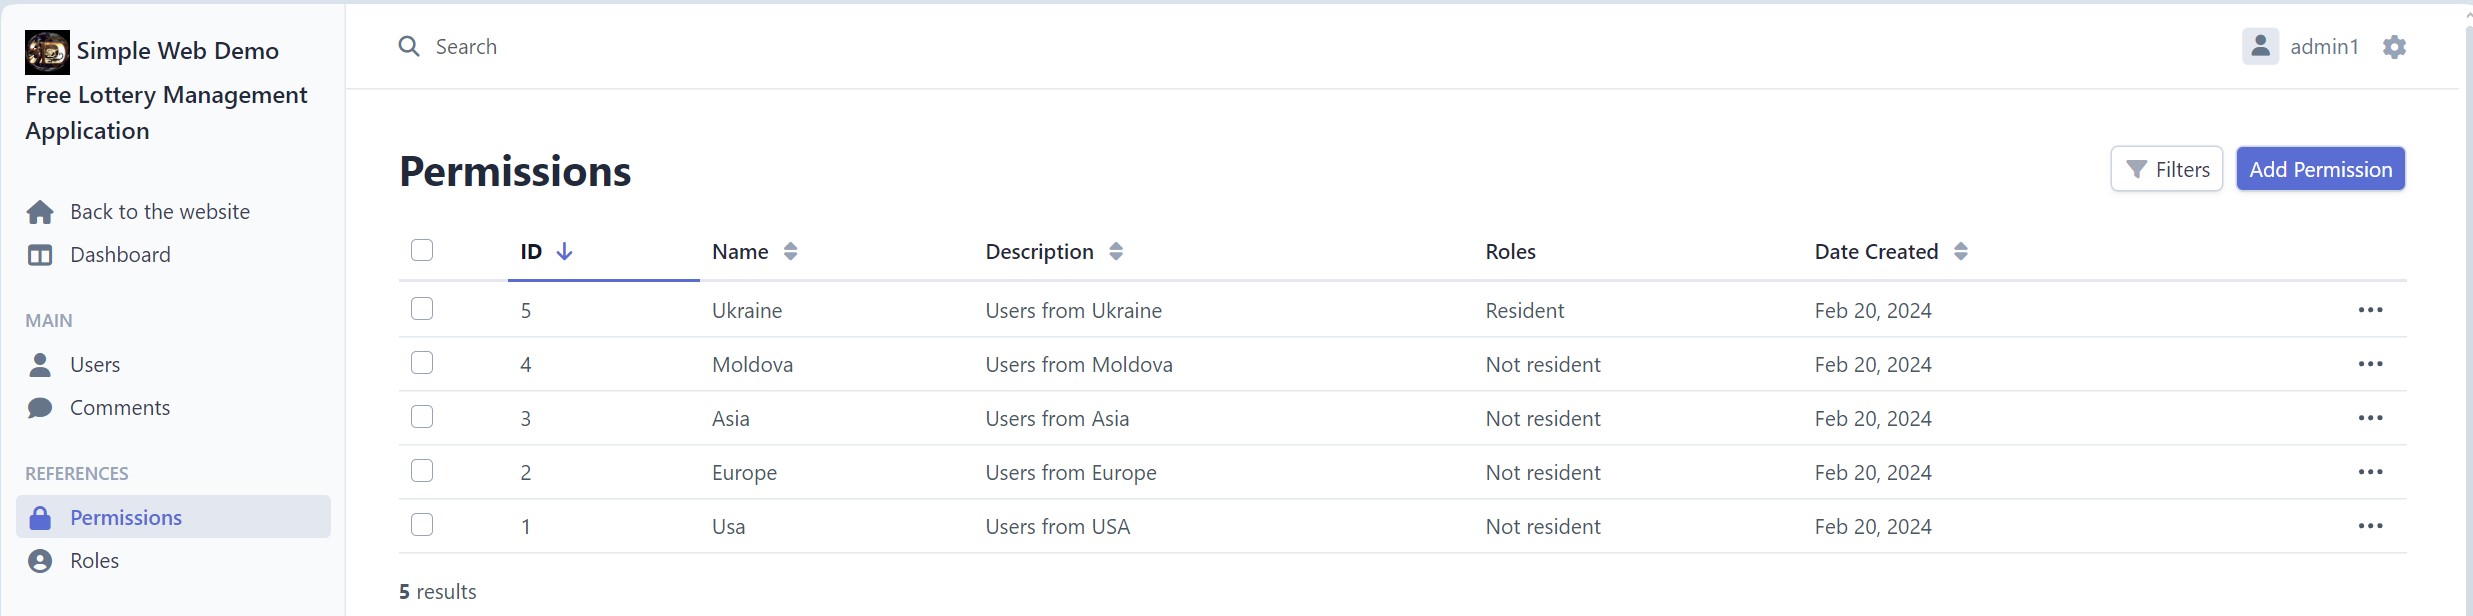 Simple Web Demo
Free Lottery Management
Application
Back to the website
Dashboard
MAIN
Users
Comments
REFERENCES
Permissions
Roles
Search
admin1
Permissions
Filters
Add Permission
ID Name Description Roles Date Created
5 Ukraine Users from Ukraine Resident Feb 20, 2024
4 Moldova Users from Moldova Not resident Feb 20, 2024
3 Asia Users from Asia Not resident Feb 20, 2024
2 Europe Users from Europe Not resident Feb 20, 2024
1 Usa Users from USA Not resident Feb 20, 2024
5 results